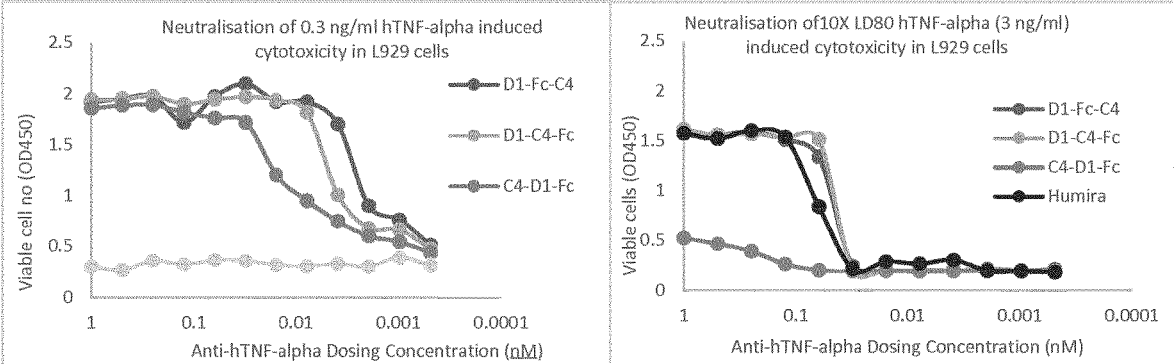 Neutralisation of 0.3 ng/ml hTNF-alpha induced
cytotoxicity in L929 cells
2.5
2
1.5
1
0.5
0
Viable cell no (OD450)
D1-Fc-C4
D1-C4-Fc
C4-D1-Fc
1 0.1 0.01 0.001 0.0001
Anti-hTNF-alpha Dosing Concentration (nM)
Neutralisation of10X LD80 hTNF-alpha (3 ng/ml)
induced cytotoxicity in L929 cells
2.5
2
1.5
1
0.5
0
Viable cells (OD450)
D1-Fc-C4
D1-C4-Fc
C4-D1-Fc
Humira
1 0.1 0.01 0.001 0.0001
Anti-hTNF-alpha Dosing Concentration (nM)